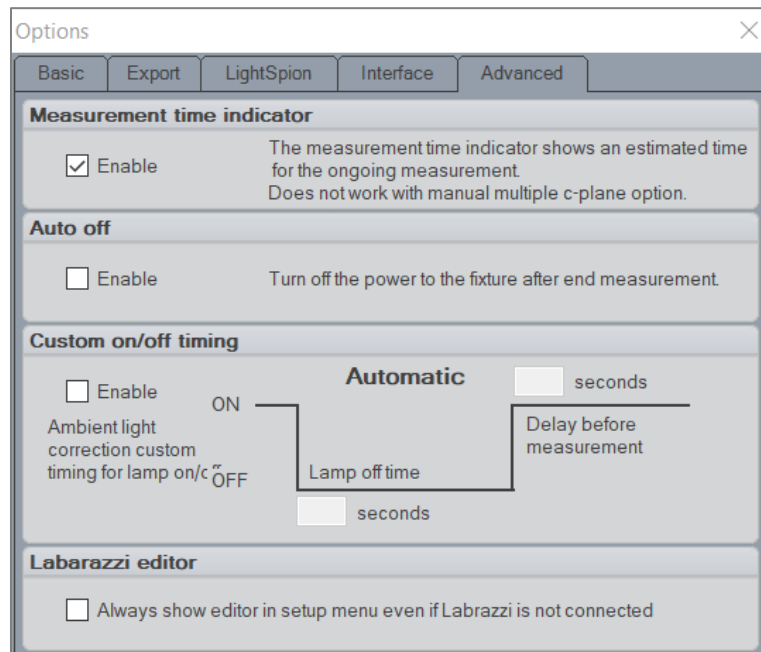 Options
Basic Export LightSpion Interface Advanced
Measurement time indicator
Enable
The measurement time indicator shows an estimated time
for the ongoing measurement.
Does not work with manual multiple c-plane option.
Auto off
Enable
Turn off the power to the fixture after end measurement.
Custom on/off timing
Enable
Ambient light
correction custom
timing for lamp on/
Automatic
seconds
ON
Delay before
measurement
OFF
Lamp off time
seconds
Labarazzi editor
Always show editor in setup menu even if Labrazzi is not connected